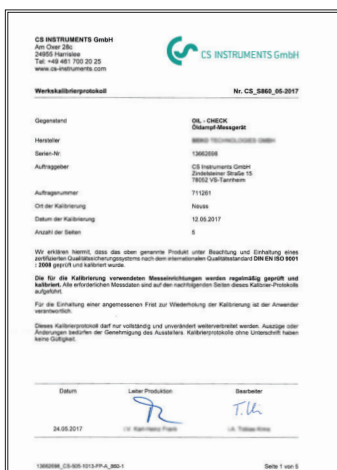 CS INSTRUMENTS GmbH
Am Oxer 28c
24955 Harrislee
Tel. +49 461 700 20 25
www.cs-instruments.com
CS INSTRUMENTS GmbH
Werkskalibrierprotokoll Nr. CS_S860_05-2017
Gegenstand OIL - CHECK
Öldampf-Messgerät
Hersteller
Serien-Nr. 13662698
Auftraggeber CS Instruments GmbH
Zindelsteiner Straße 15
78052 VS-Tannheim
Auftragsnummer 711261
Ort der Kalibrierung Neuss
Datum der Kalibrierung 12.05.2017
Anzahl der Seiten 5
Wir erklären hiermit, dass das oben genannte Produkt unter Beachtung und Einhaltung eines
zertifizierten Qualitätssicherungssystems nach dem internationalen Qualitätsstandard DIN EN ISO 9001
: 2008 geprüft und kalibriert wurde.
Die für die Kalibrierung verwendeten Messeinrichtungen werden regelmäßig geprüft und
kalibriert. Alle erforderlichen Messdaten sind auf den nachfolgenden Seiten dieses Kalibrier-Protokolls
aufgeführt.
Für die Einhaltung einer angemessenen Frist zur Wiederholung der Kalibrierung ist der Anwender
verantwortlich.
Dieses Kalibrierprotokoll darf nur vollständig und unverändert weiterverbreitet werden. Auszüge oder
Änderungen bedürfen der Genehmigung des Ausstellers. Kalibrierprotokolle ohne Unterschrift haben
keine Gültigkeit.
Datum Leiter Produktion Bearbeiter
24.05.2017
Seite 1 von 5